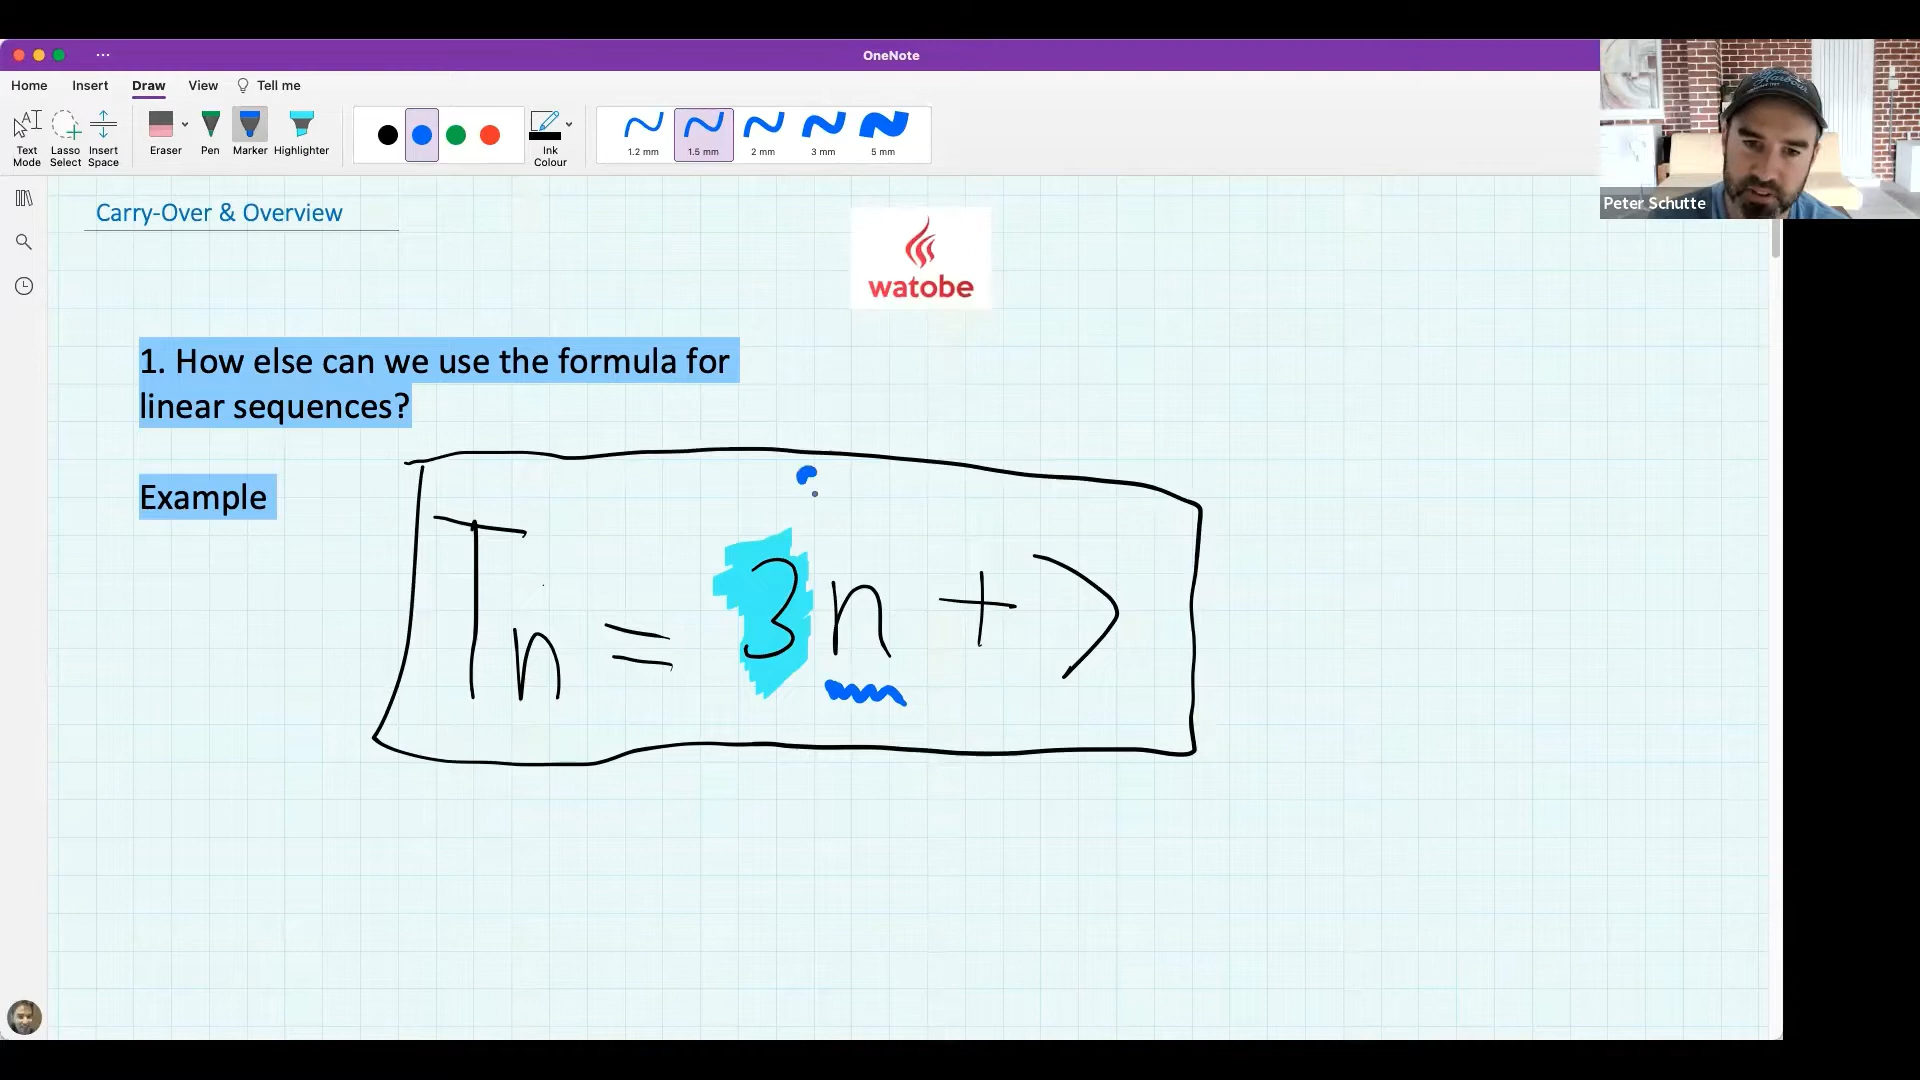 OneNote
Home Insert Draw View Tell me
Text Mode
Lasso Select
Insert Space
Eraser
Pen
Marker
Highlighter
Ink Colour
1.2 mm
1.5 mm
2 mm
3 mm
5 mm
Peter Schutte
Carry-Over & Overview
watobe
1. How else can we use the formula for
linear sequences?
Example
Tn = 3n + 7